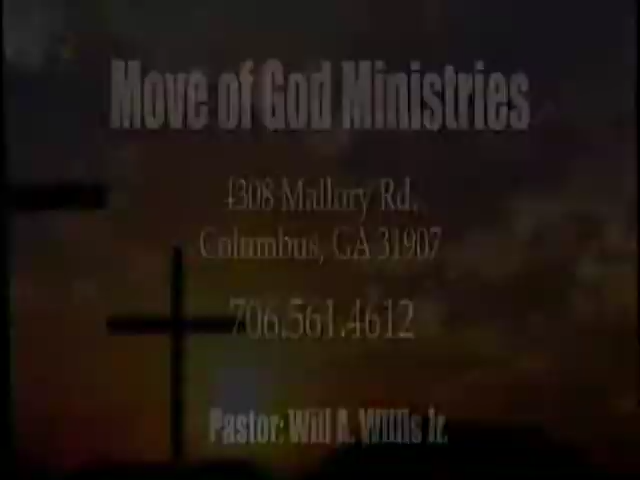 Move of God Ministries
4308 Mallory Rd.
Columbus, GA 31907
706.561.4612
Pastor: Will A. Willis Jr.